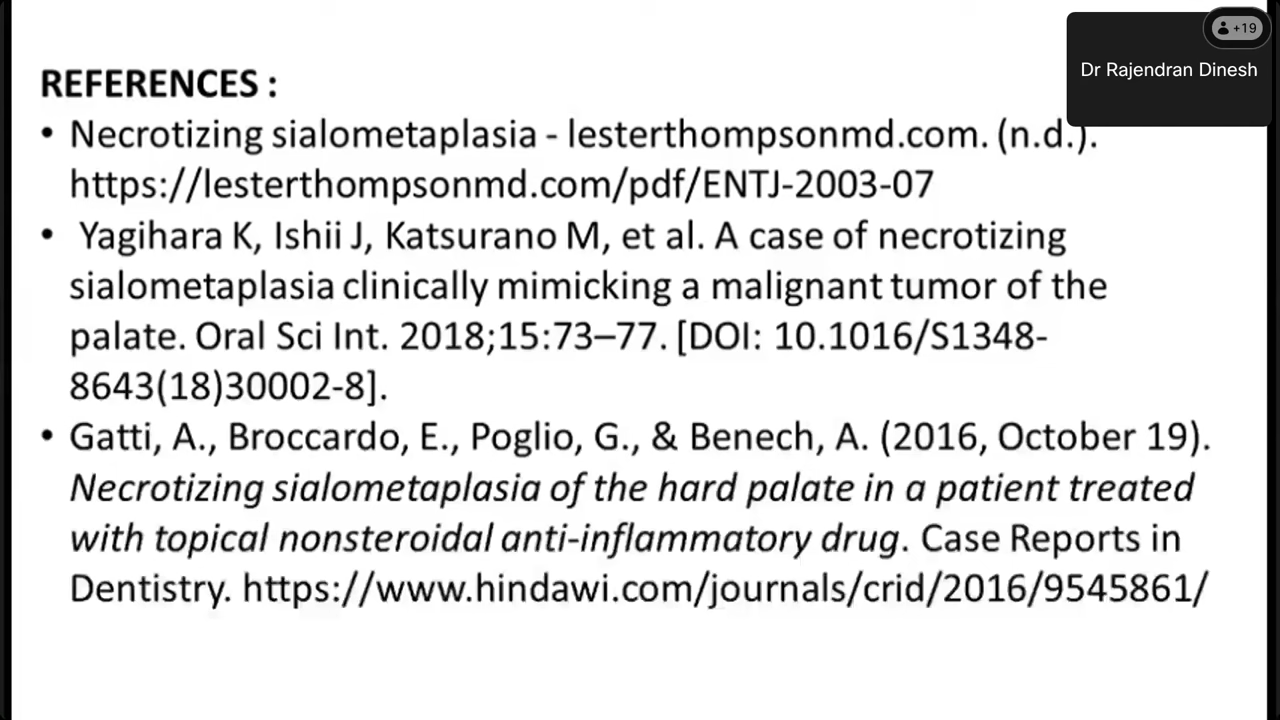 +19
Dr Rajendran Dinesh
REFERENCES :
• Necrotizing sialometaplasia - lesterthompsonmd.com. (n.d.).
https://lesterthompsonmd.com/pdf/ENTJ-2003-07
• Yagihara K, Ishii J, Katsurano M, et al. A case of necrotizing
sialometaplasia clinically mimicking a malignant tumor of the
palate. Oral Sci Int. 2018;15:73–77. [DOI: 10.1016/S1348-
8643(18)30002-8].
• Gatti, A., Broccardo, E., Poglio, G., & Benech, A. (2016, October 19).
Necrotizing sialometaplasia of the hard palate in a patient treated
with topical nonsteroidal anti-inflammatory drug. Case Reports in
Dentistry. https://www.hindawi.com/journals/crid/2016/9545861/